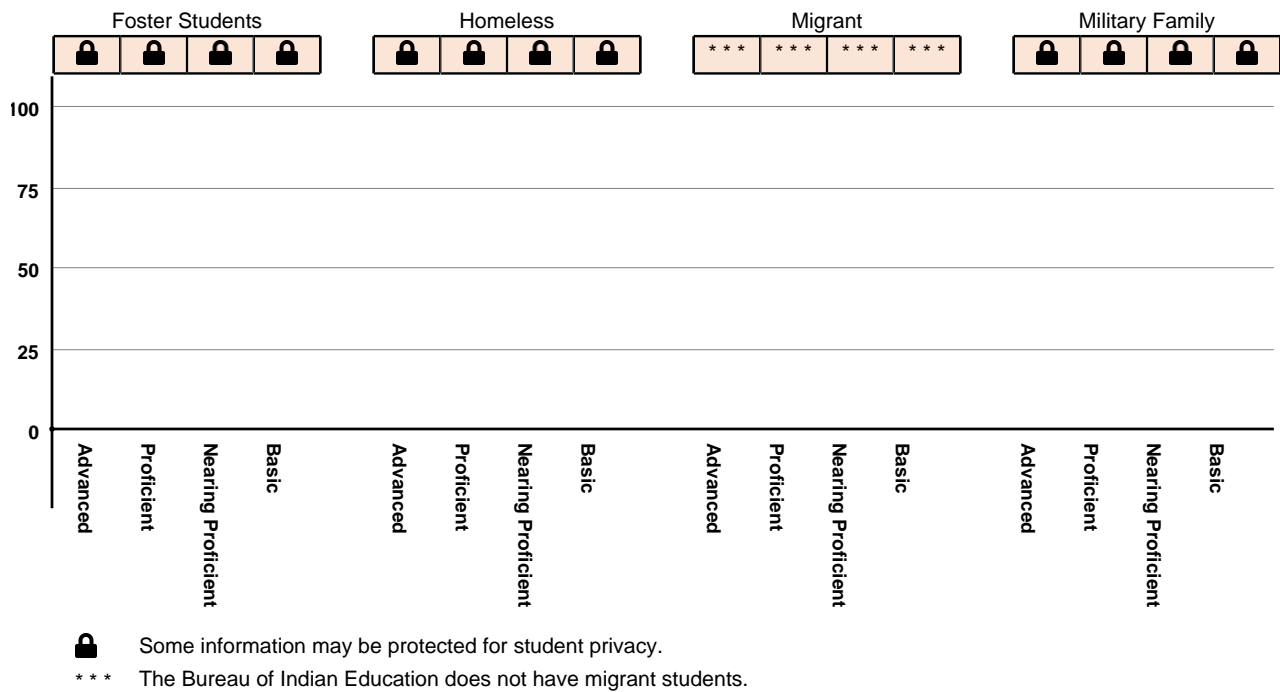 Foster Students Homeless Migrant Military Family
* * * * * * * * * * * *
100
75
50
25
0
Advanced Proficient Nearing Proficient Basic Advanced Proficient Nearing Proficient Basic Advanced Proficient Nearing Proficient Basic Advanced Proficient Nearing Proficient Basic
Some information may be protected for student privacy.
* * * The Bureau of Indian Education does not have migrant students.